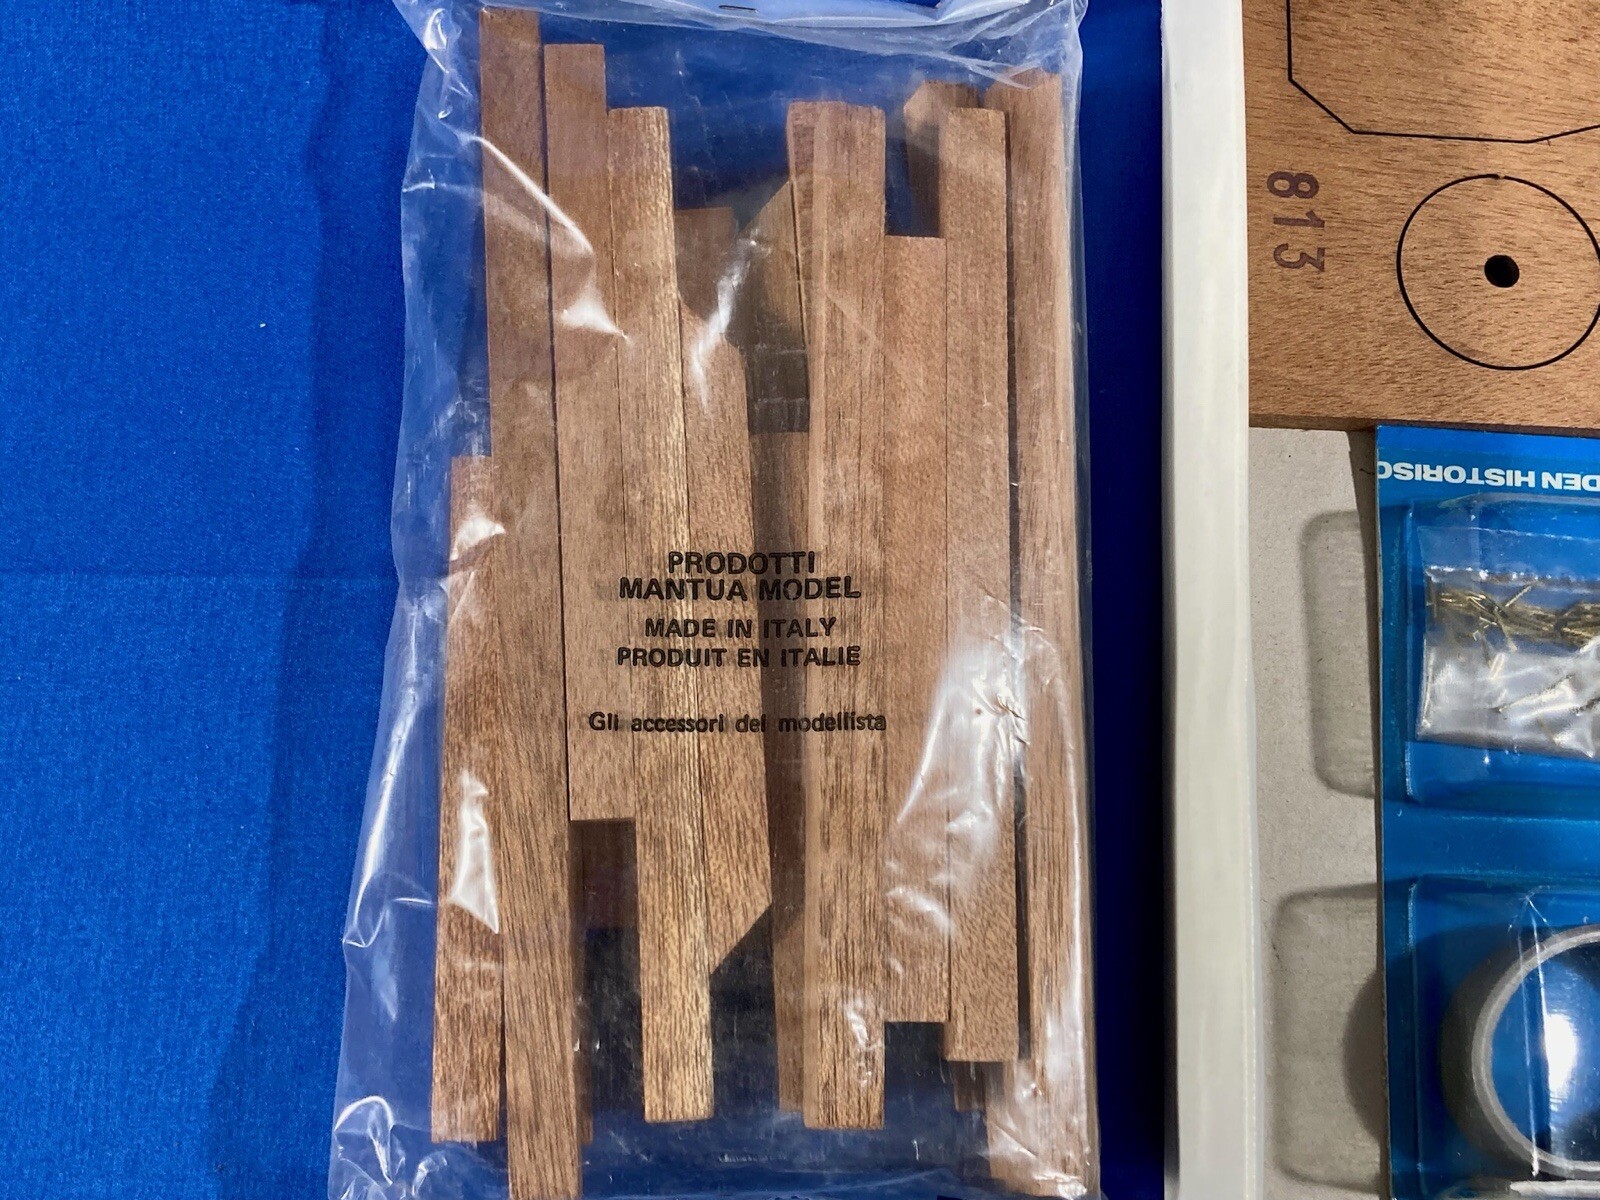 PRODOTTI
MANTUA MODEL
MADE IN ITALY
PRODUIT EN ITALIE
Gli accessori del modellista
813
DEN HISTORISC